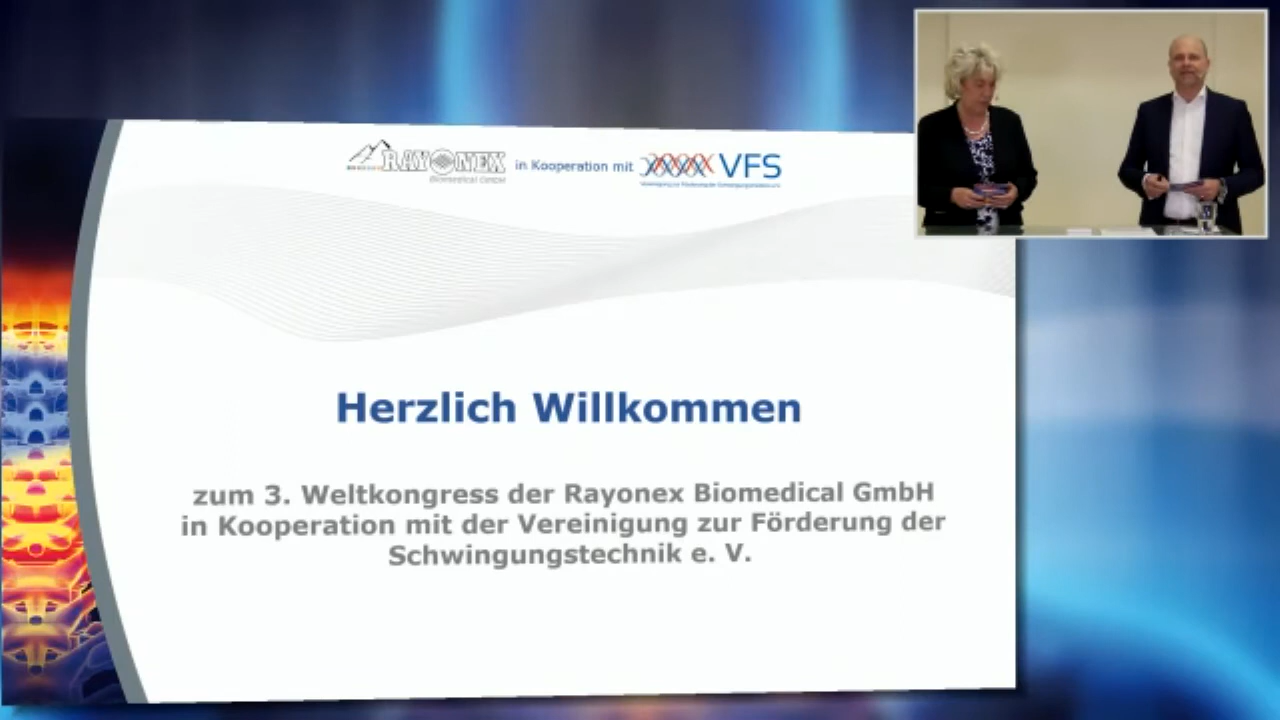 RAYONEX
Biomedical GmbH
in Kooperation mit
VFS
Herzlich Willkommen
zum 3. Weltkongress der Rayonex Biomedical GmbH
in Kooperation mit der Vereinigung zur Förderung der
Schwingungstechnik e. V.